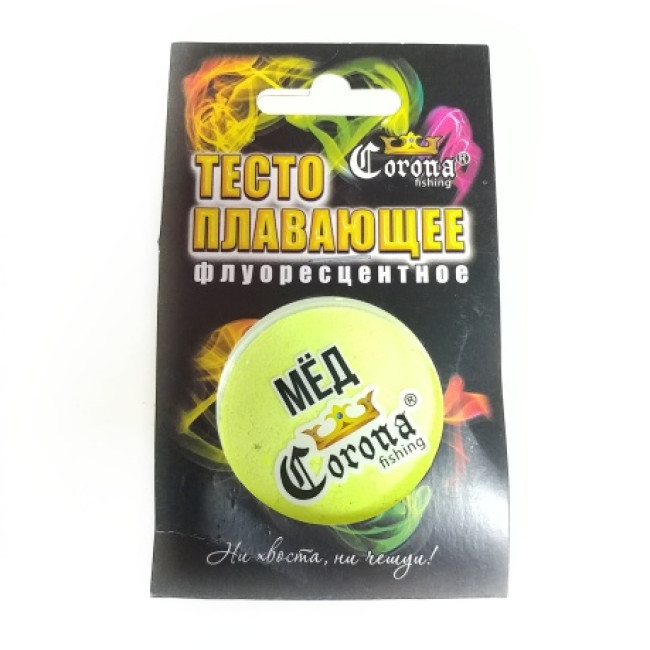 ТЕСТО
Corona®
fishing
ПЛАВАЮЩЕЕ
флуоресцентное
МЁД
Corona®
fishing
Ни хвоста, ни чешуи!